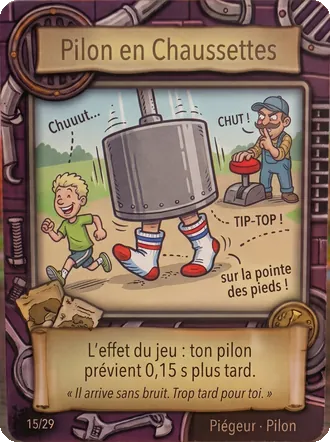 Pilon en Chaussettes
Chuuut...
CHUT !
TIP-TOP !
sur la pointe
des pieds !
L'effet du jeu : ton pilon
prévient 0,15 s plus tard.
« Il arrive sans bruit. Trop tard pour toi. »
15/29
Piégeur · Pilon